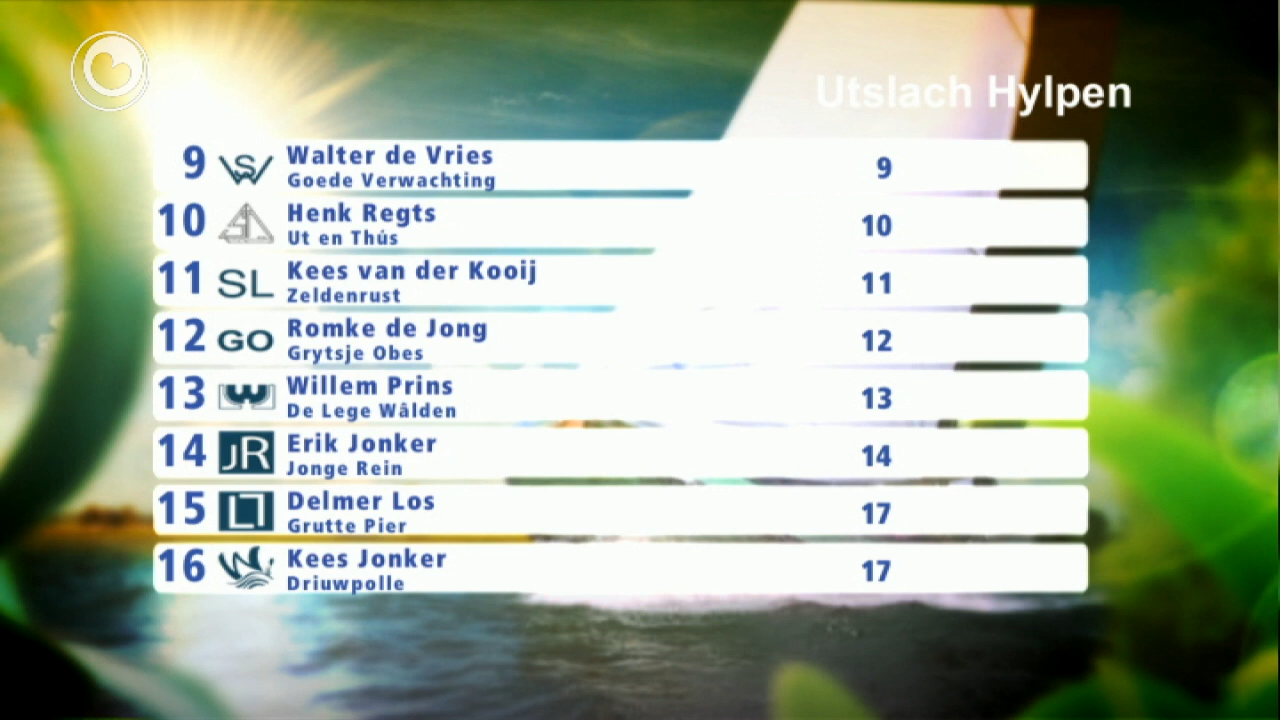 Utslach Hylpen
9 Walter de Vries 9
Goede Verwachting
10 Henk Regts 10
Ut en Thús
11 SL Kees van der Kooij 11
Zeldenrust
12 GO Romke de Jong 12
Grytsje Obes
13 W Willem Prins 13
De Lege Wâlden
14 JR Erik Jonker 14
Jonge Rein
15 Delmer Los 17
Grutte Pier
16 Kees Jonker 17
Driuwpolle